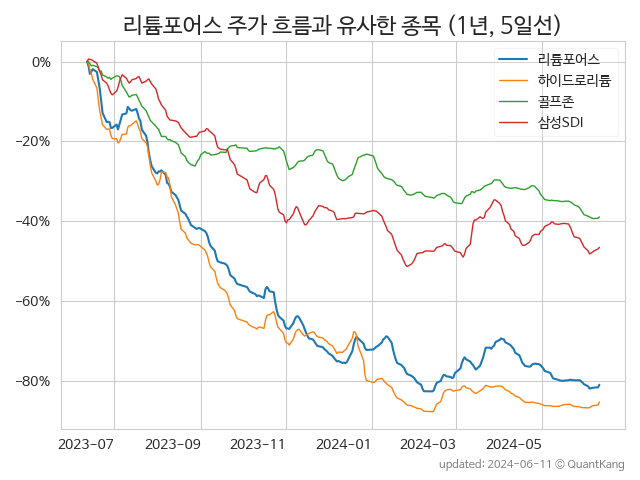 리튬포어스 주가 흐름과 유사한 종목 (1년, 5일선)
리튬포어스
하이드로리튬
골프존
삼성SDI
0%
−20%
−40%
−60%
−80%
2023−07 2023−09 2023−11 2024−01 2024−03 2024−05
updated: 2024−06−11 © QuantKang